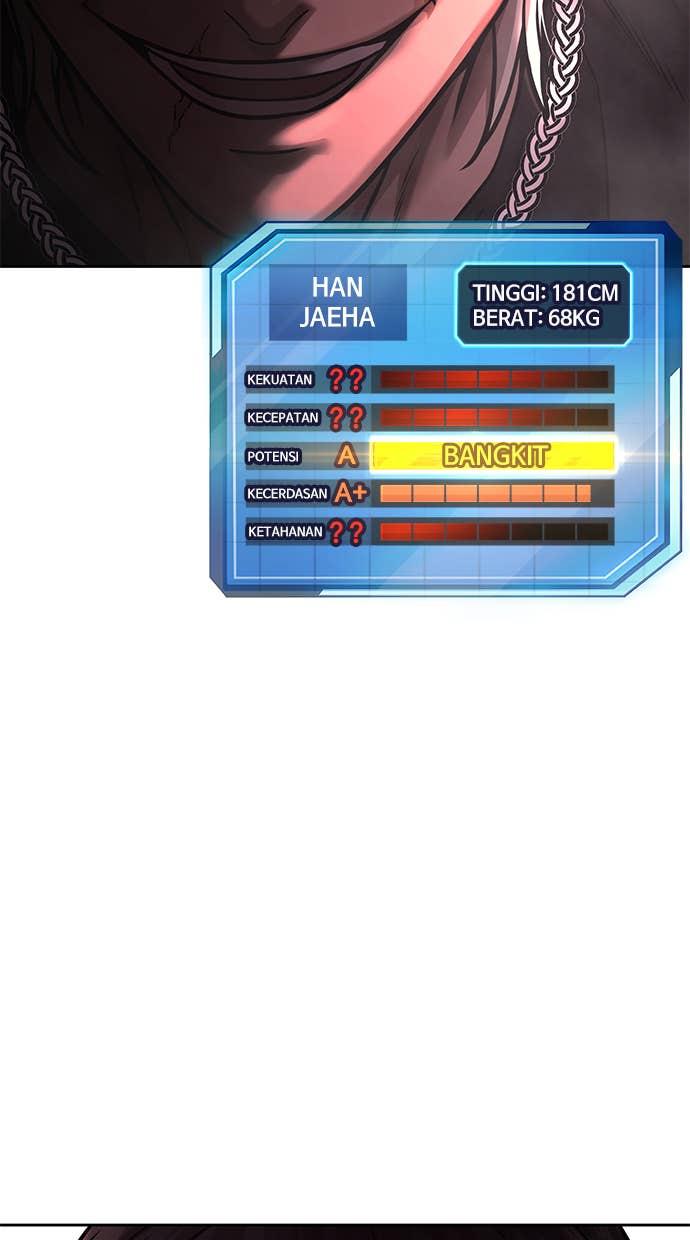 HAN
JAEHA
TINGGI: 181CM
BERAT: 68KG
KEKUATAN ??
KECEPATAN ??
POTENSI A BANGKIT
KECERDASAN A+
KETAHANAN ??